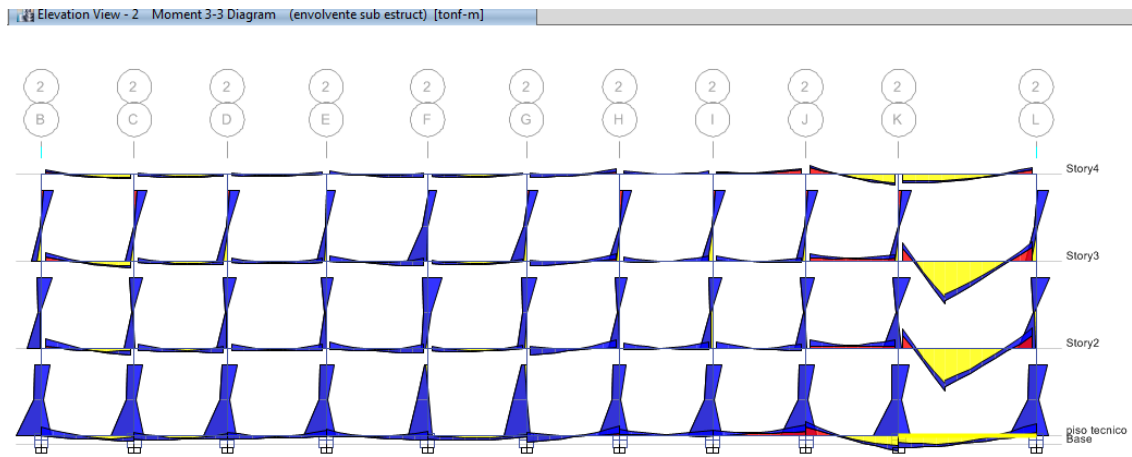 Elevation View - 2 Moment 3-3 Diagram (envolvente sub estruct) [tonf-m]
2 2 2 2 2 2 2 2 2 2 2
B C D E F G H I J K L
Story4
Story3
Story2
piso tecnico
Base